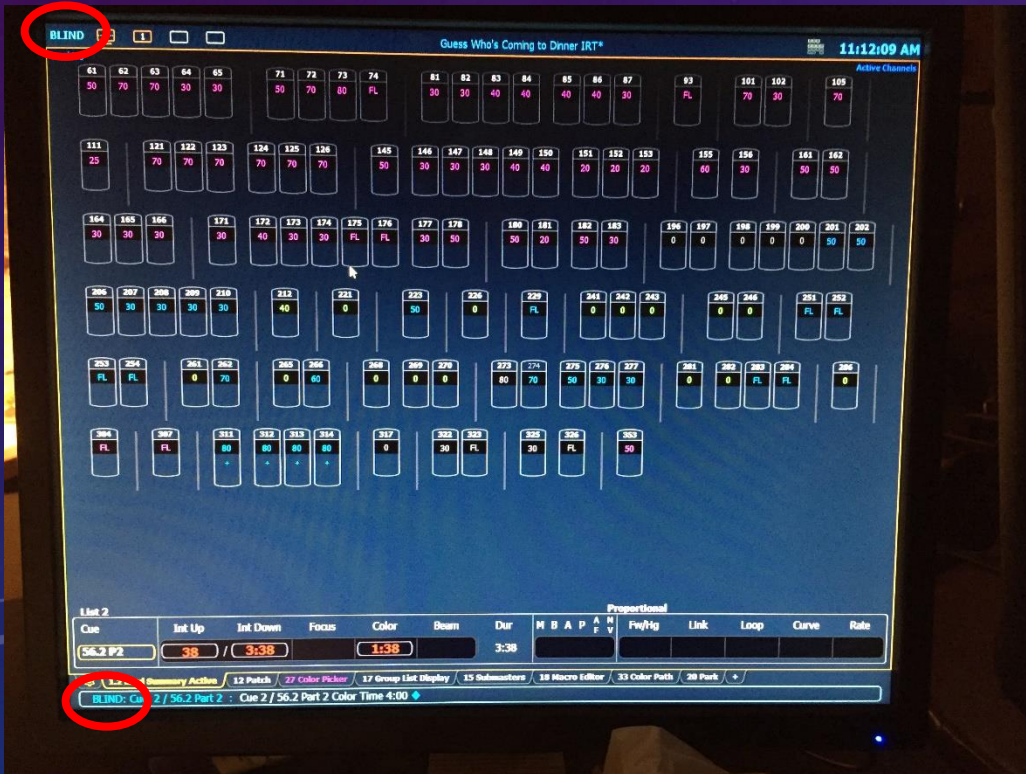 BLIND 1 Guess Who's Coming to Dinner IRT* 11:12:09 AM
Active Channels
61 62 63 64 65 71 72 73 74 81 82 83 84 85 86 87 93 101 102 105
50 70 70 30 30 50 70 80 FL 30 30 40 40 40 40 30 FL 70 30 70
111 121 122 123 124 125 126 145 146 147 148 149 150 151 152 153 155 156 161 162
25 70 70 70 70 70 70 50 30 30 30 40 40 20 20 20 60 30 50 50
164 165 166 171 172 173 174 175 176 177 178 180 181 182 183 196 197 198 199 200 201 202
30 30 30 30 40 30 30 FL FL 30 50 50 20 50 30 0 0 0 0 0 50 50
206 207 208 209 210 212 221 223 226 229 241 242 243 245 246 251 252
50 30 30 30 30 40 0 50 0 FL 0 0 0 0 0 FL FL
253 254 261 262 265 266 268 269 270 273 274 275 276 277 281 282 283 284 286
FL FL 0 70 0 60 0 0 0 80 70 50 30 30 0 0 FL FL 0
304 307 311 312 313 314 317 322 323 325 326 353
FL FL 80 80 80 80 0 30 FL 30 FL 50
+ + + +
List 2 Proportional
Cue Int Up Int Down Focus Color Beam Dur M B A P A F M V Fw/Hg Link Loop Curve Rate
56.2 P2 38 / 3:38 1:38 3:38
Summary Active 12 Patch 27 Color Picker 17 Group List Display 15 Submasters 18 Macro Editor 33 Color Path 20 Park +
BLIND: Cue 2 / 56.2 Part 2 : Cue 2 / 56.2 Part 2 Color Time 4:00